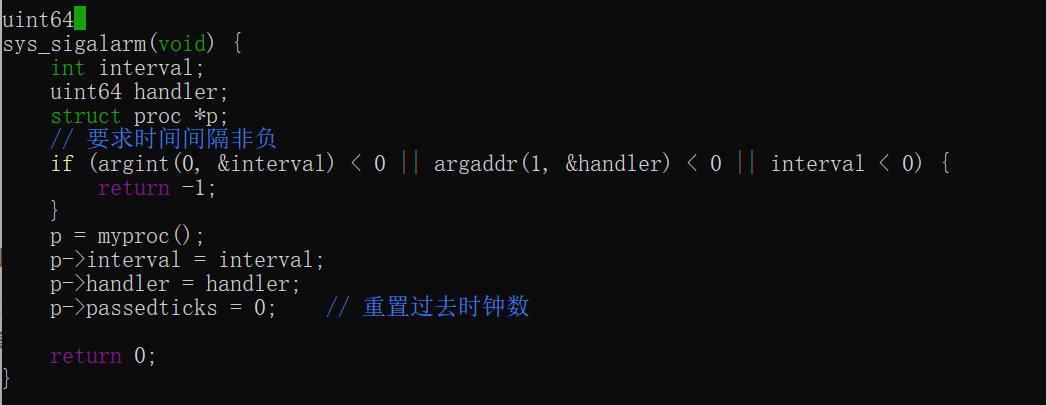 uint64
sys_sigalarm(void) {
    int interval;
    uint64 handler;
    struct proc *p;
    // 要求时间间隔非负
    if (argint(0, &interval) < 0 || argaddr(1, &handler) < 0 || interval < 0) {
        return -1;
    }
    p = myproc();
    p->interval = interval;
    p->handler = handler;
    p->passedticks = 0;    // 重置过去时钟数

    return 0;
}